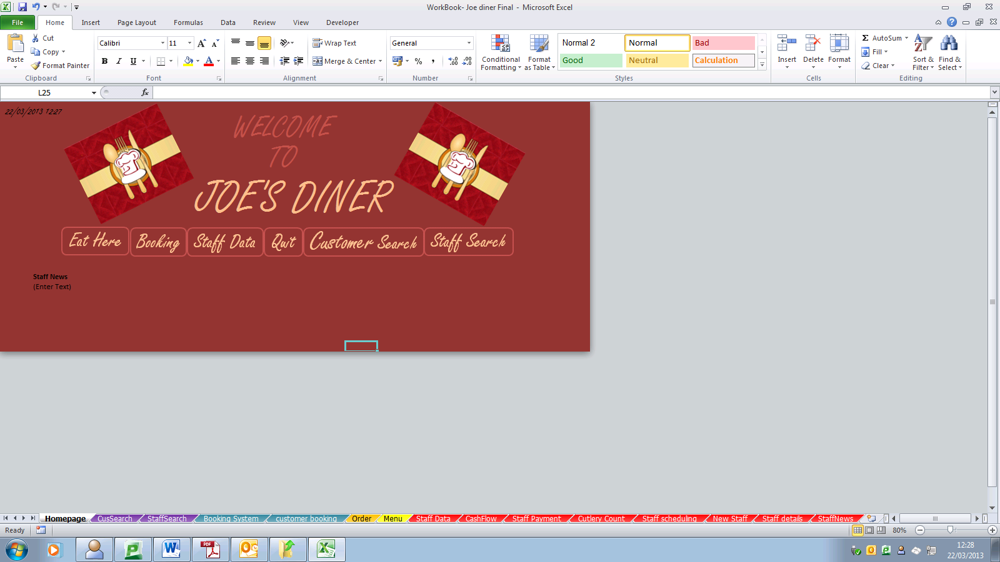 WorkBook- Joe diner Final - Microsoft Excel
File Home Insert Page Layout Formulas Data Review View Developer
Paste
Cut
Copy
Format Painter
Clipboard
Calibri 11
B I U A
Font
Wrap Text
Merge & Center
Alignment
General
% ,
Number
Conditional Formatting
Format as Table
Normal 2 Normal Bad
Good Neutral Calculation
Styles
Insert Delete Format
Cells
Σ AutoSum
Fill
Clear
Sort & Filter
Find & Select
Editing
L25 fx
22/03/2013 12:27
WELCOME
TO
JOE'S DINER
Eat Here Booking Staff Data Quit Customer Search Staff Search
Staff News
(Enter Text)
Homepage CusSearch StaffSearch Booking System customer booking Order Menu Staff Data CashFlow Staff Payment Cutlery Count Staff scheduling New Staff Staff details StaffNews
Ready 80%
PDF
12:28
22/03/2013